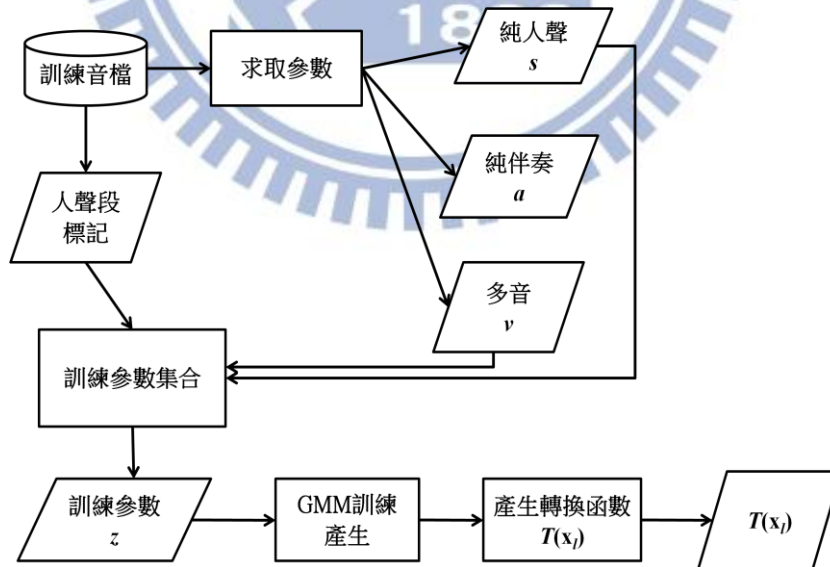 18
訓練音檔
求取參數
純人聲
s
純伴奏
a
人聲段
標記
多音
v
訓練參數集合
訓練參數
z
GMM訓練
產生
產生轉換函數
T(x_l)
T(x_l)